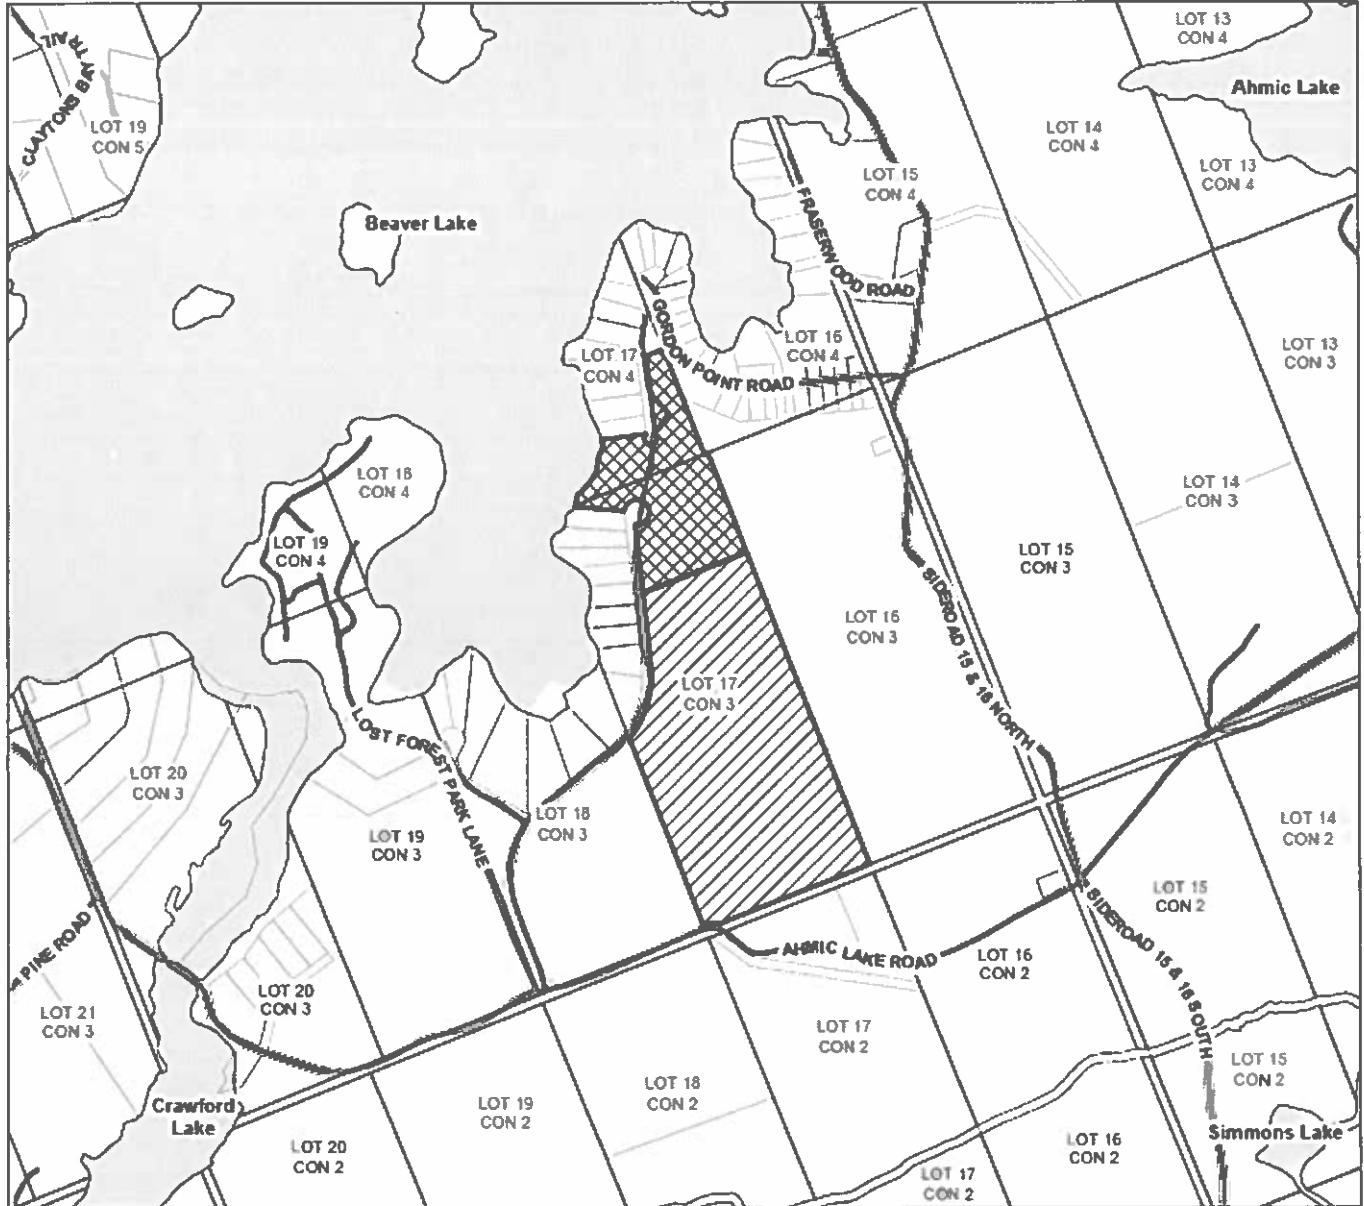 LOT 13
CON 4
Ahmic Lake
CLAYTONS BAY TRAIL
LOT 19
CON 5
LOT 14
CON 4
LOT 13
CON 4
LOT 15
CON 4
Beaver Lake
FRASERWOOD ROAD
GORDON POINT ROAD
LOT 16
CON 4
LOT 17
CON 4
LOT 13
CON 3
LOT 18
CON 4
LOT 14
CON 3
LOT 19
CON 4
LOT 15
CON 3
SIDEROAD 15 & 16 NORTH
LOT 16
CON 3
LOT 17
CON 3
LOST FOREST PARK LANE
LOT 20
CON 3
LOT 18
CON 3
LOT 19
CON 3
LOT 14
CON 2
LOT 15
CON 2
SIDEROAD 15 & 16 SOUTH
PINE ROAD
AHMIC LAKE ROAD
LOT 16
CON 2
LOT 20
CON 3
LOT 21
CON 3
LOT 17
CON 2
LOT 15
CON 2
LOT 18
CON 2
Crawford
Lake
LOT 19
CON 2
Simmons Lake
LOT 20
CON 2
LOT 16
CON 2
LOT 17
CON 2